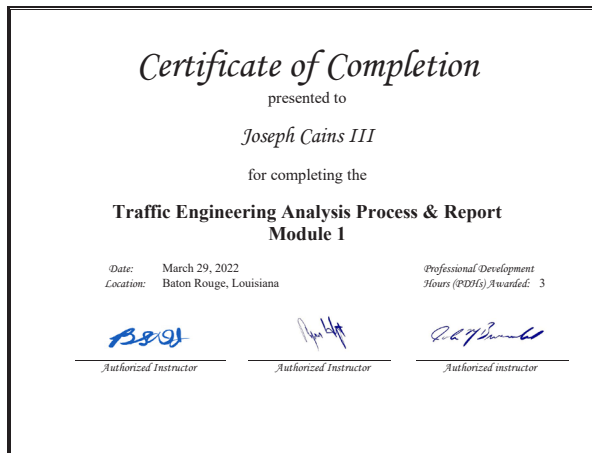 Certificate of Completion
presented to
Joseph Cains III
for completing the
Traffic Engineering Analysis Process & Report
Module 1
Date: March 29, 2022
Location: Baton Rouge, Louisiana
Professional Development
Hours (PDHs) Awarded: 3
Authorized Instructor
Authorized Instructor
Authorized instructor